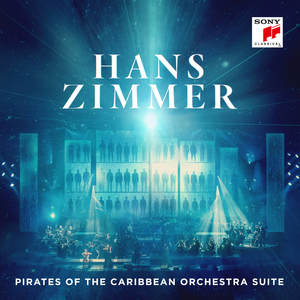 SONY
CLASSICAL
HANS
ZIMMER
PIRATES OF THE CARIBBEAN ORCHESTRA SUITE